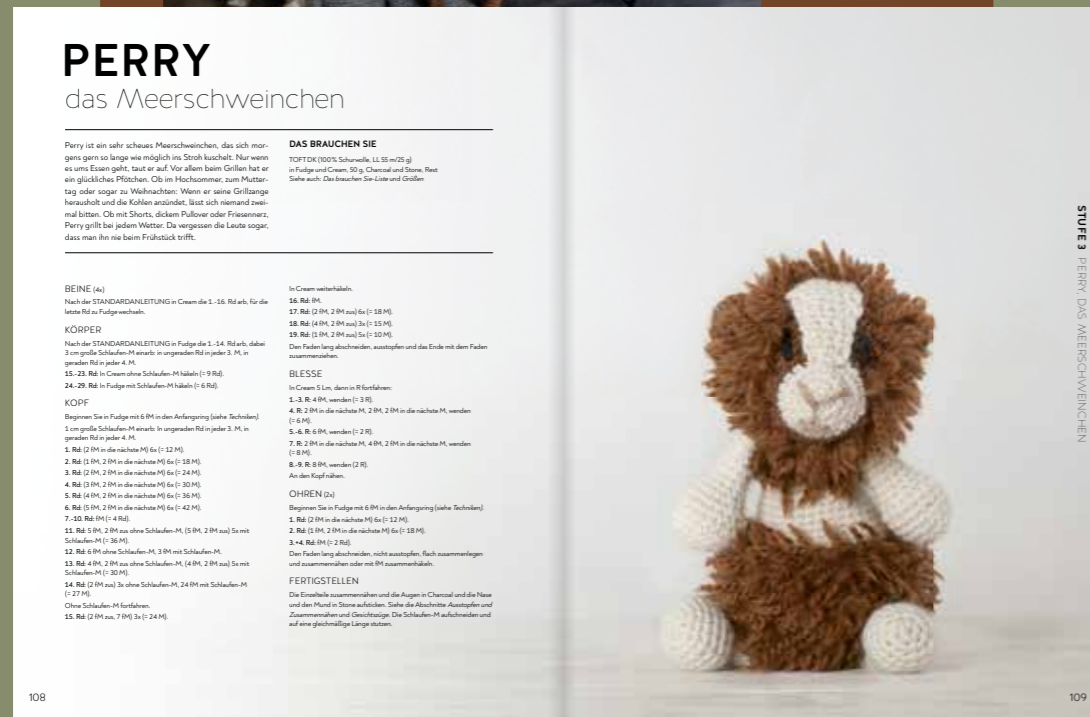 PERRY
das Meerschweinchen
Perry ist ein sehr scheues Meerschweinchen, das sich mor-
gens gern so lange wie möglich ins Stroh kuschelt. Nur wenn
es ums Essen geht, taut er auf. Vor allem beim Grillen hat er
ein glückliches Pfötchen. Ob im Hochsommer, zum Mutter-
tag oder sogar zu Weihnachten: Wenn er seine Grillzange
herausholt und die Kohlen anzündet, lässt sich niemand zwei-
mal bitten. Ob mit Shorts, dickem Pullover oder Friesennerz,
Perry grillt bei jedem Wetter. Da vergessen die Leute sogar,
dass man ihn nie beim Frühstück trifft.
DAS BRAUCHEN SIE
TOFT DK (100% Schurwolle, LL 55 m/25 g)
in Fudge und Cream, 50 g, Charcoal und Stone, Rest
Siehe auch: Das brauchen Sie-Liste und Größen
BEINE (4x)
Nach der STANDARDANLEITUNG in Cream die 1.-16. Rd arb, für die
letzte Rd zu Fudge wechseln.
KÖRPER
Nach der STANDARDANLEITUNG in Fudge die 1.-14. Rd arb, dabei
3 cm große Schlaufen-M einarb: in ungeraden Rd in jeder 3. M, in
geraden Rd in jeder 4. M.
15.-23. Rd: In Cream ohne Schlaufen-M häkeln (= 9 Rd).
24.-29. Rd: In Fudge mit Schlaufen-M häkeln (= 6 Rd).
KOPF
Beginnen Sie in Fudge mit 6 fM in den Anfangsring (siehe Techniken).
1 cm große Schlaufen-M einarb: In ungeraden Rd in jeder 3. M, in
geraden Rd in jeder 4. M.
1. Rd: (2 fM in die nächste M) 6x (= 12 M).
2. Rd: (1 fM, 2 fM in die nächste M) 6x (= 18 M).
3. Rd: (2 fM, 2 fM in die nächste M) 6x (= 24 M).
4. Rd: (3 fM, 2 fM in die nächste M) 6x (= 30 M).
5. Rd: (4 fM, 2 fM in die nächste M) 6x (= 36 M).
6. Rd: (5 fM, 2 fM in die nächste M) 6x (= 42 M).
7.-10. Rd: fM (= 4 Rd).
11. Rd: 5 fM, 2 fM zus ohne Schlaufen-M, (5 fM, 2 fM zus) 5x mit
Schlaufen-M (= 36 M).
12. Rd: 6 fM ohne Schlaufen-M, 3 fM mit Schlaufen-M.
13. Rd: 4 fM, 2 fM zus ohne Schlaufen-M, (4 fM, 2 fM zus) 5x mit
Schlaufen-M (= 30 M).
14. Rd: (2 fM zus) 3x ohne Schlaufen-M, 24 fM mit Schlaufen-M
(= 27 M).
Ohne Schlaufen-M fortfahren.
15. Rd: (2 fM zus, 7 fM) 3x (= 24 M).
In Cream weiterhäkeln.
16. Rd: fM.
17. Rd: (2 fM, 2 fM zus) 6x (= 18 M).
18. Rd: (4 fM, 2 fM zus) 3x (= 15 M).
19. Rd: (1 fM, 2 fM zus) 5x (= 10 M).
Den Faden lang abschneiden, ausstopfen und das Ende mit dem Faden
zusammenziehen.
BLESSE
In Cream 5 Lm, dann in R fortfahren:
1.-3. R: 4 fM, wenden (= 3 R).
4. R: 2 fM in die nächste M, 2 fM, 2 fM in die nächste M, wenden
(= 6 M).
5.-6. R: 6 fM, wenden (= 2 R).
7. R: 2 fM in die nächste M, 4 fM, 2 fM in die nächste M, wenden
(= 8 M).
8.-9. R: 8 fM, wenden (2 R).
An den Kopf nähen.
OHREN (2x)
Beginnen Sie in Fudge mit 6 fM in den Anfangsring (siehe Techniken).
1. Rd: (2 fM in die nächste M) 6x (= 12 M).
2. Rd: (1 fM, 2 fM in die nächste M) 6x (= 18 M).
3.+4. Rd: fM (= 2 Rd).
Den Faden lang abschneiden, nicht ausstopfen, flach zusammenlegen
und zusammennähen oder mit fM zusammenhäkeln.
FERTIGSTELLEN
Die Einzelteile zusammennähen und die Augen in Charcoal und die Nase
und den Mund in Stone aufsticken. Siehe die Abschnitte Ausstopfen und
Zusammennähen und Gesichtszüge. Die Schlaufen-M aufschneiden und
auf eine gleichmäßige Länge stutzen.
108
STUFE 3 PERRY, DAS MEERSCHWEINCHEN
109